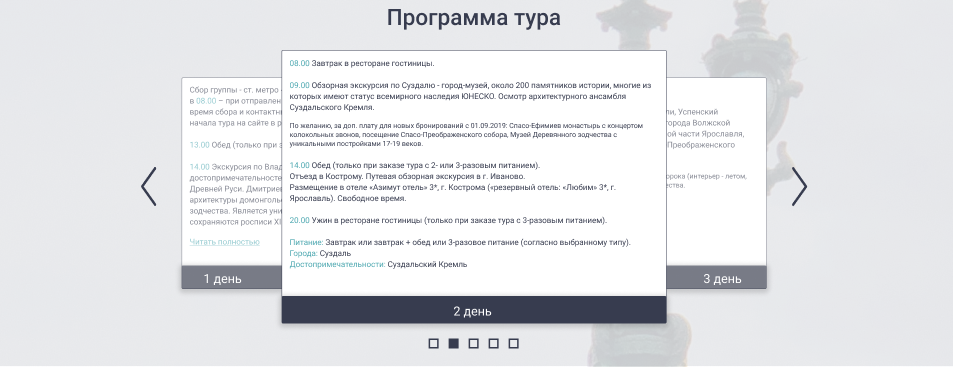 Программа тура
Сбор группы - ст. метро
в 08.00 – при отправлен
время сбора и контактн
начала тура на сайте в р
13.00 Обед (только при з
14.00 Экскурсия по Влад
достопримечательносте
Древней Руси. Дмитрие
архитектуры домонголь
зодчества. Является уни
сохраняются росписи XI
Читать полностью
1 день
08.00 Завтрак в ресторане гостиницы.
09.00 Обзорная экскурсия по Суздалю - город-музей, около 200 памятников истории, многие из
которых имеют статус всемирного наследия ЮНЕСКО. Осмотр архитектурного ансамбля
Суздальского Кремля.
По желанию, за доп. плату для новых бронирований с 01.09.2019: Спасо-Ефимиев монастырь с концертом
колокольных звонов, посещение Спасо-Преображенского собора, Музей Деревянного зодчества с
уникальными постройками 17-19 веков.
14.00 Обед (только при заказе тура с 2- или 3-разовым питанием).
Отъезд в Кострому. Путевая обзорная экскурсия в г. Иваново.
Размещение в отеле «Азимут отель» 3*, г. Кострома («резервный отель: «Любим» 3*, г.
Ярославль). Свободное время.
20.00 Ужин в ресторане гостиницы (только при заказе тура с 3-разовым питанием).
Питание: Завтрак или завтрак + обед или 3-разовое питание (согласно выбранному типу).
Города: Суздаль
Достопримечательности: Суздальский Кремль
2 день
ли, Успенский
орода Волжской
ой части Ярославля,
Преображенского
орока (интерьер - летом,
ества.
3 день